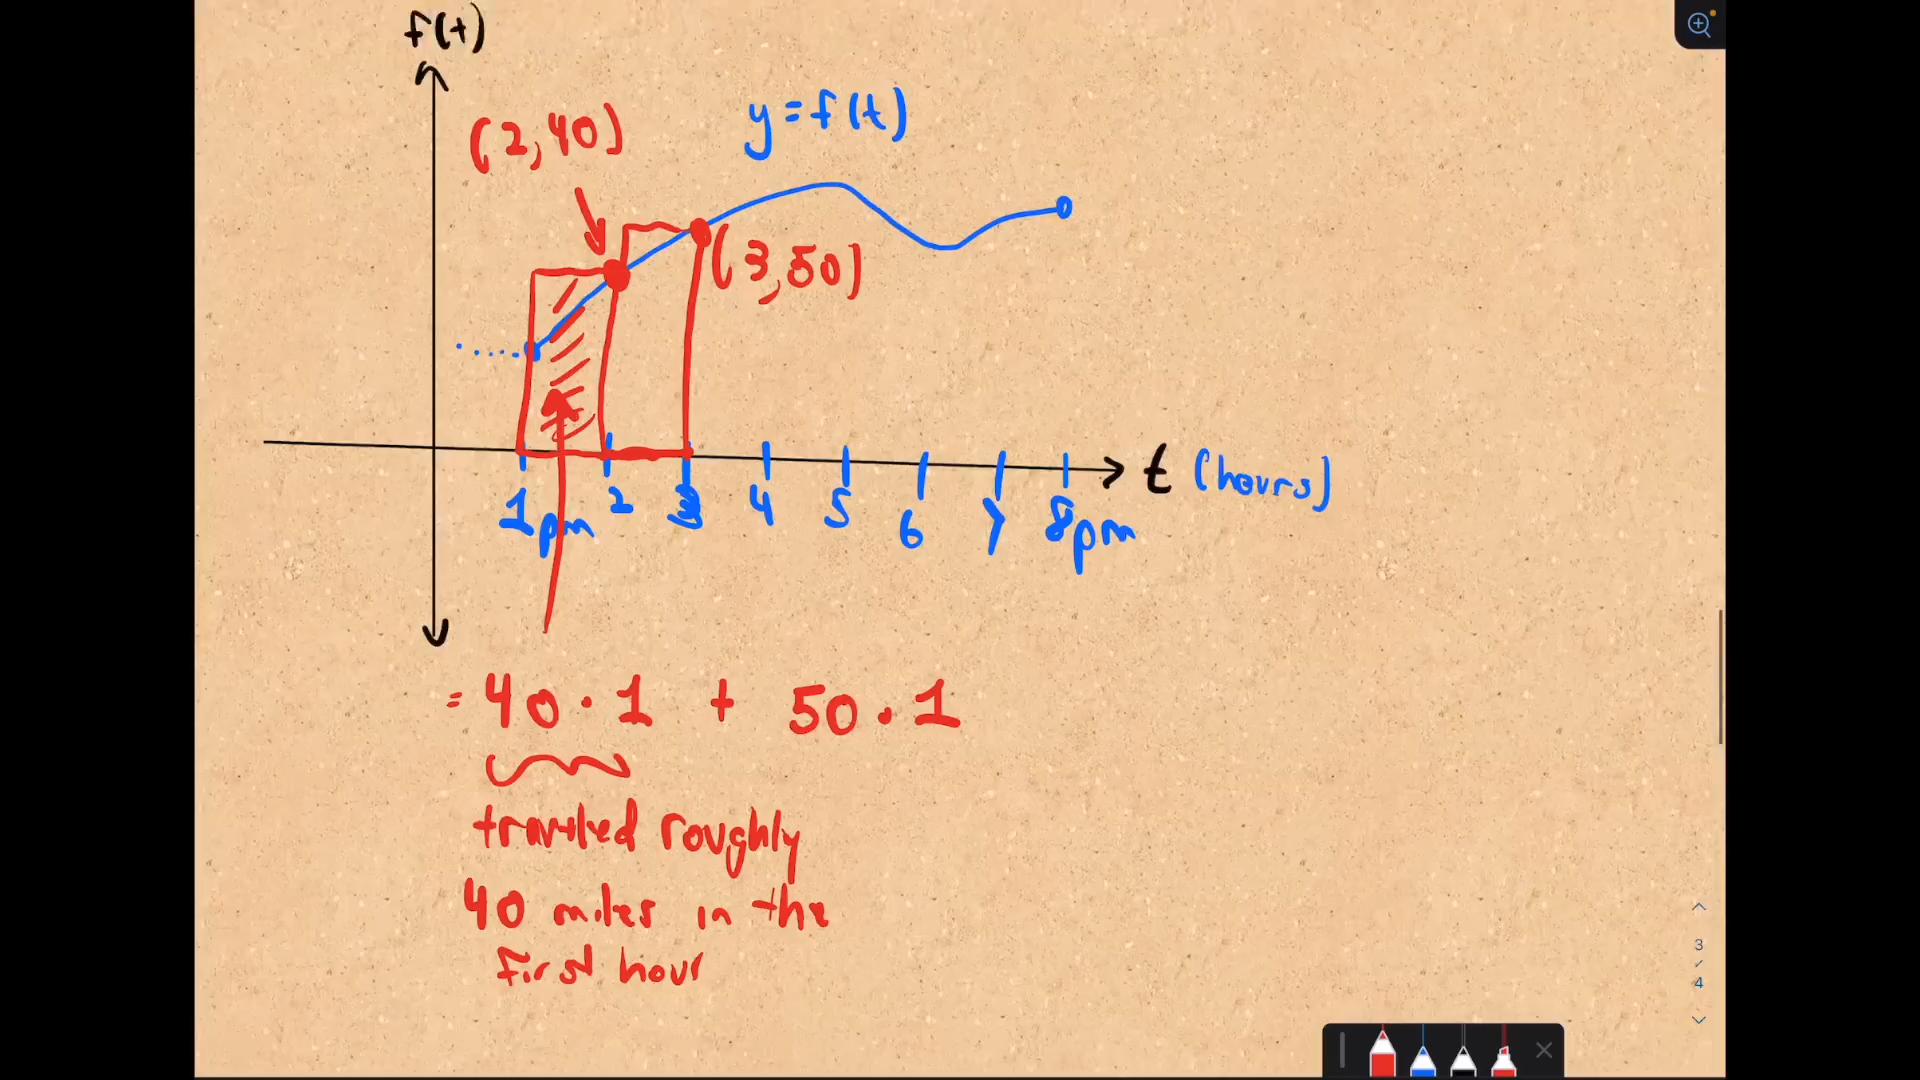 f(t)
(2,40)
y=f(t)
(3,50)
t (hours)
1pm 2 3 4 5 6 7 8pm
= 40 · 1 + 50 · 1
traveled roughly
40 miles in the
first hour
3
4